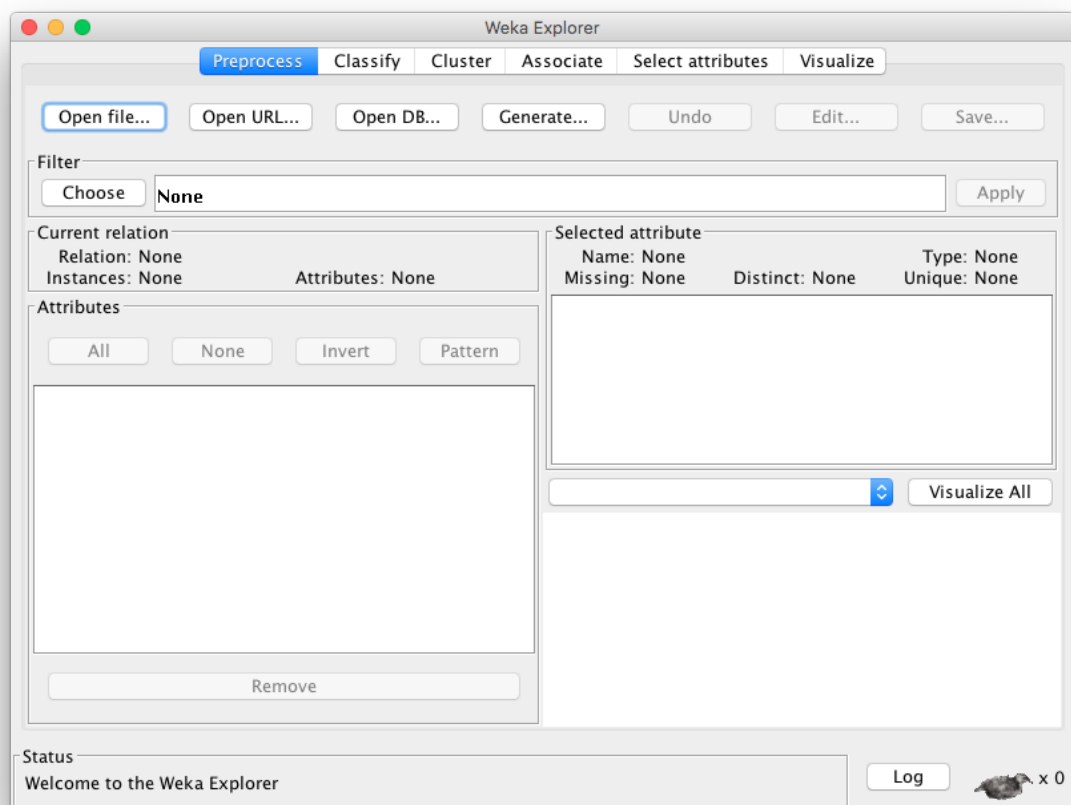 Weka Explorer
Preprocess Classify Cluster Associate Select attributes Visualize
Open file... Open URL... Open DB... Generate... Undo Edit... Save...
Filter
Choose None Apply
Current relation
Relation: None
Instances: None Attributes: None
Attributes
All None Invert Pattern
Remove
Selected attribute
Name: None Type: None
Missing: None Distinct: None Unique: None
Visualize All
Status
Welcome to the Weka Explorer
Log x 0